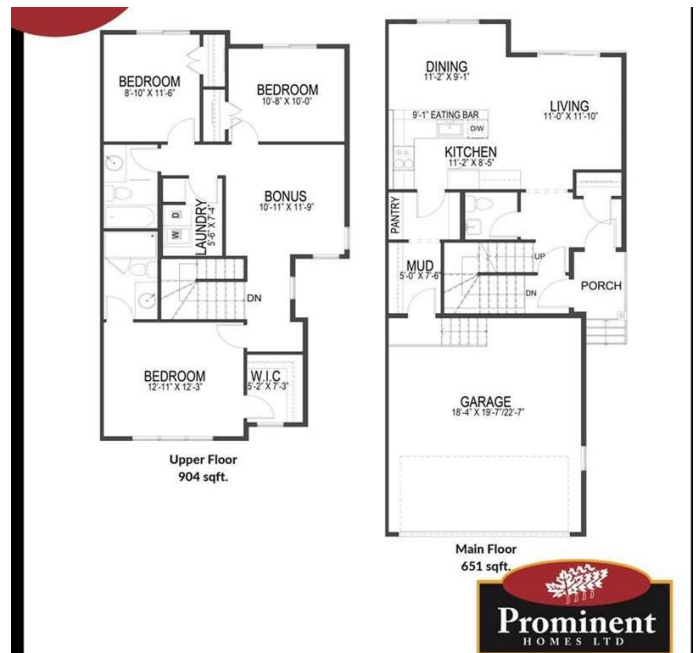 BEDROOM
8'-10" X 11'-6"
BEDROOM
10'-8" X 10'-0"
BONUS
10'-11" X 11'-9"
D
W
LAUNDRY
5'-6" X 7'-4"
DN
BEDROOM
12'-11" X 12'-3"
W.I.C
5'-2" X 7'-3"
Upper Floor
904 sqft.
DINING
11'-2" X 9'-1"
LIVING
11'-0" X 11'-10"
9'-1" EATING BAR
D/W
KITCHEN
11'-2" X 8'-5"
PANTRY
MUD
5'-0" X 7'-6"
UP
DN
PORCH
GARAGE
18'-4" X 19'-7"/22'-7"
Main Floor
651 sqft.
Prominent
HOMES LTD